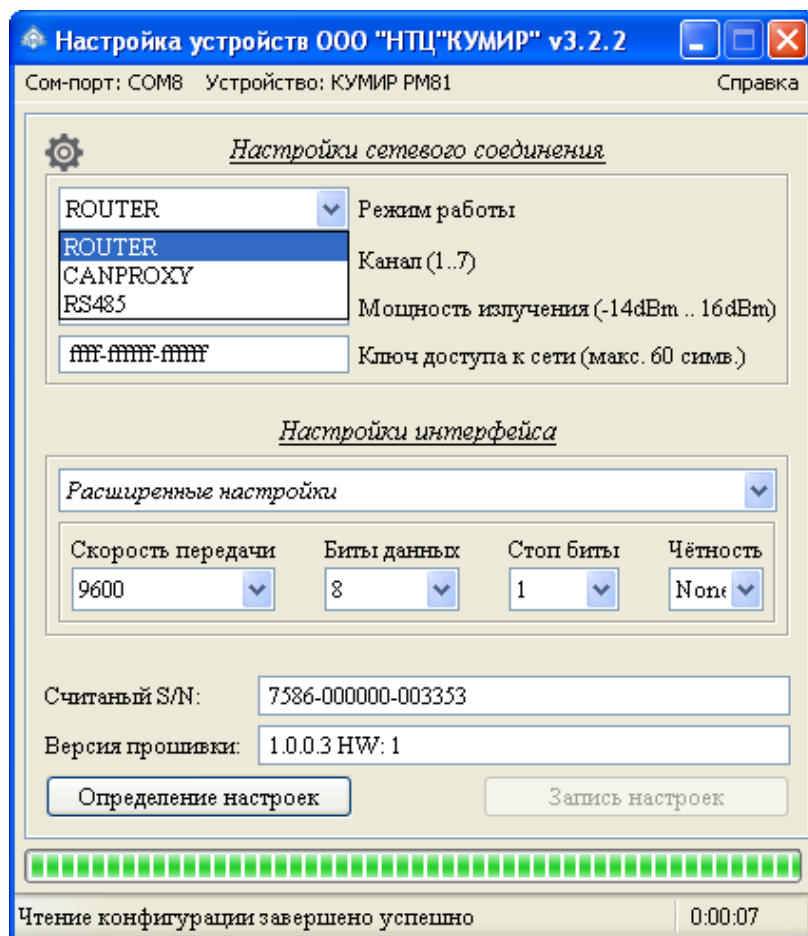 Настройка устройств ООО "НТЦ"КУМИР" v3.2.2
Сом-порт: COM8 Устройство: КУМИР РМ81 Справка
Настройки сетевого соединения
ROUTER Режим работы
ROUTER
CANPROXY Канал (1..7)
RS485 Мощность излучения (-14dBm .. 16dBm)
ffff-ffffff-ffffff Ключ доступа к сети (макс. 60 симв.)
Настройки интерфейса
Расширенные настройки
Скорость передачи Биты данных Стоп биты Чётность
9600 8 1 None
Считаный S/N: 7586-000000-003353
Версия прошивки: 1.0.0.3 HW: 1
Определение настроек Запись настроек
Чтение конфигурации завершено успешно 0:00:07